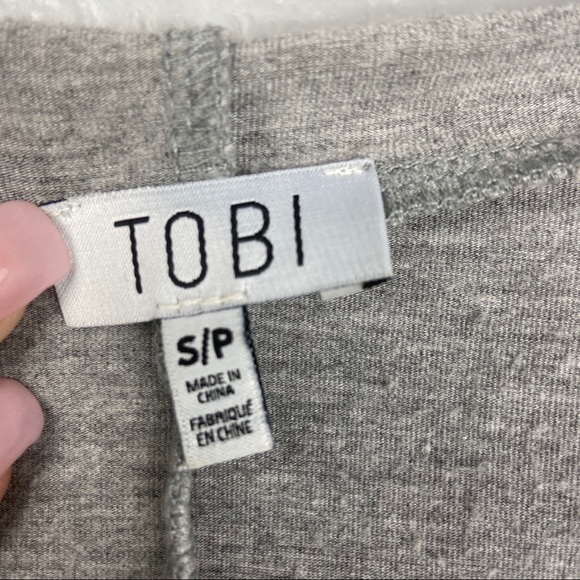 TOBI
S/P
MADE IN
CHINA
FABRIQUÉ
EN CHINE